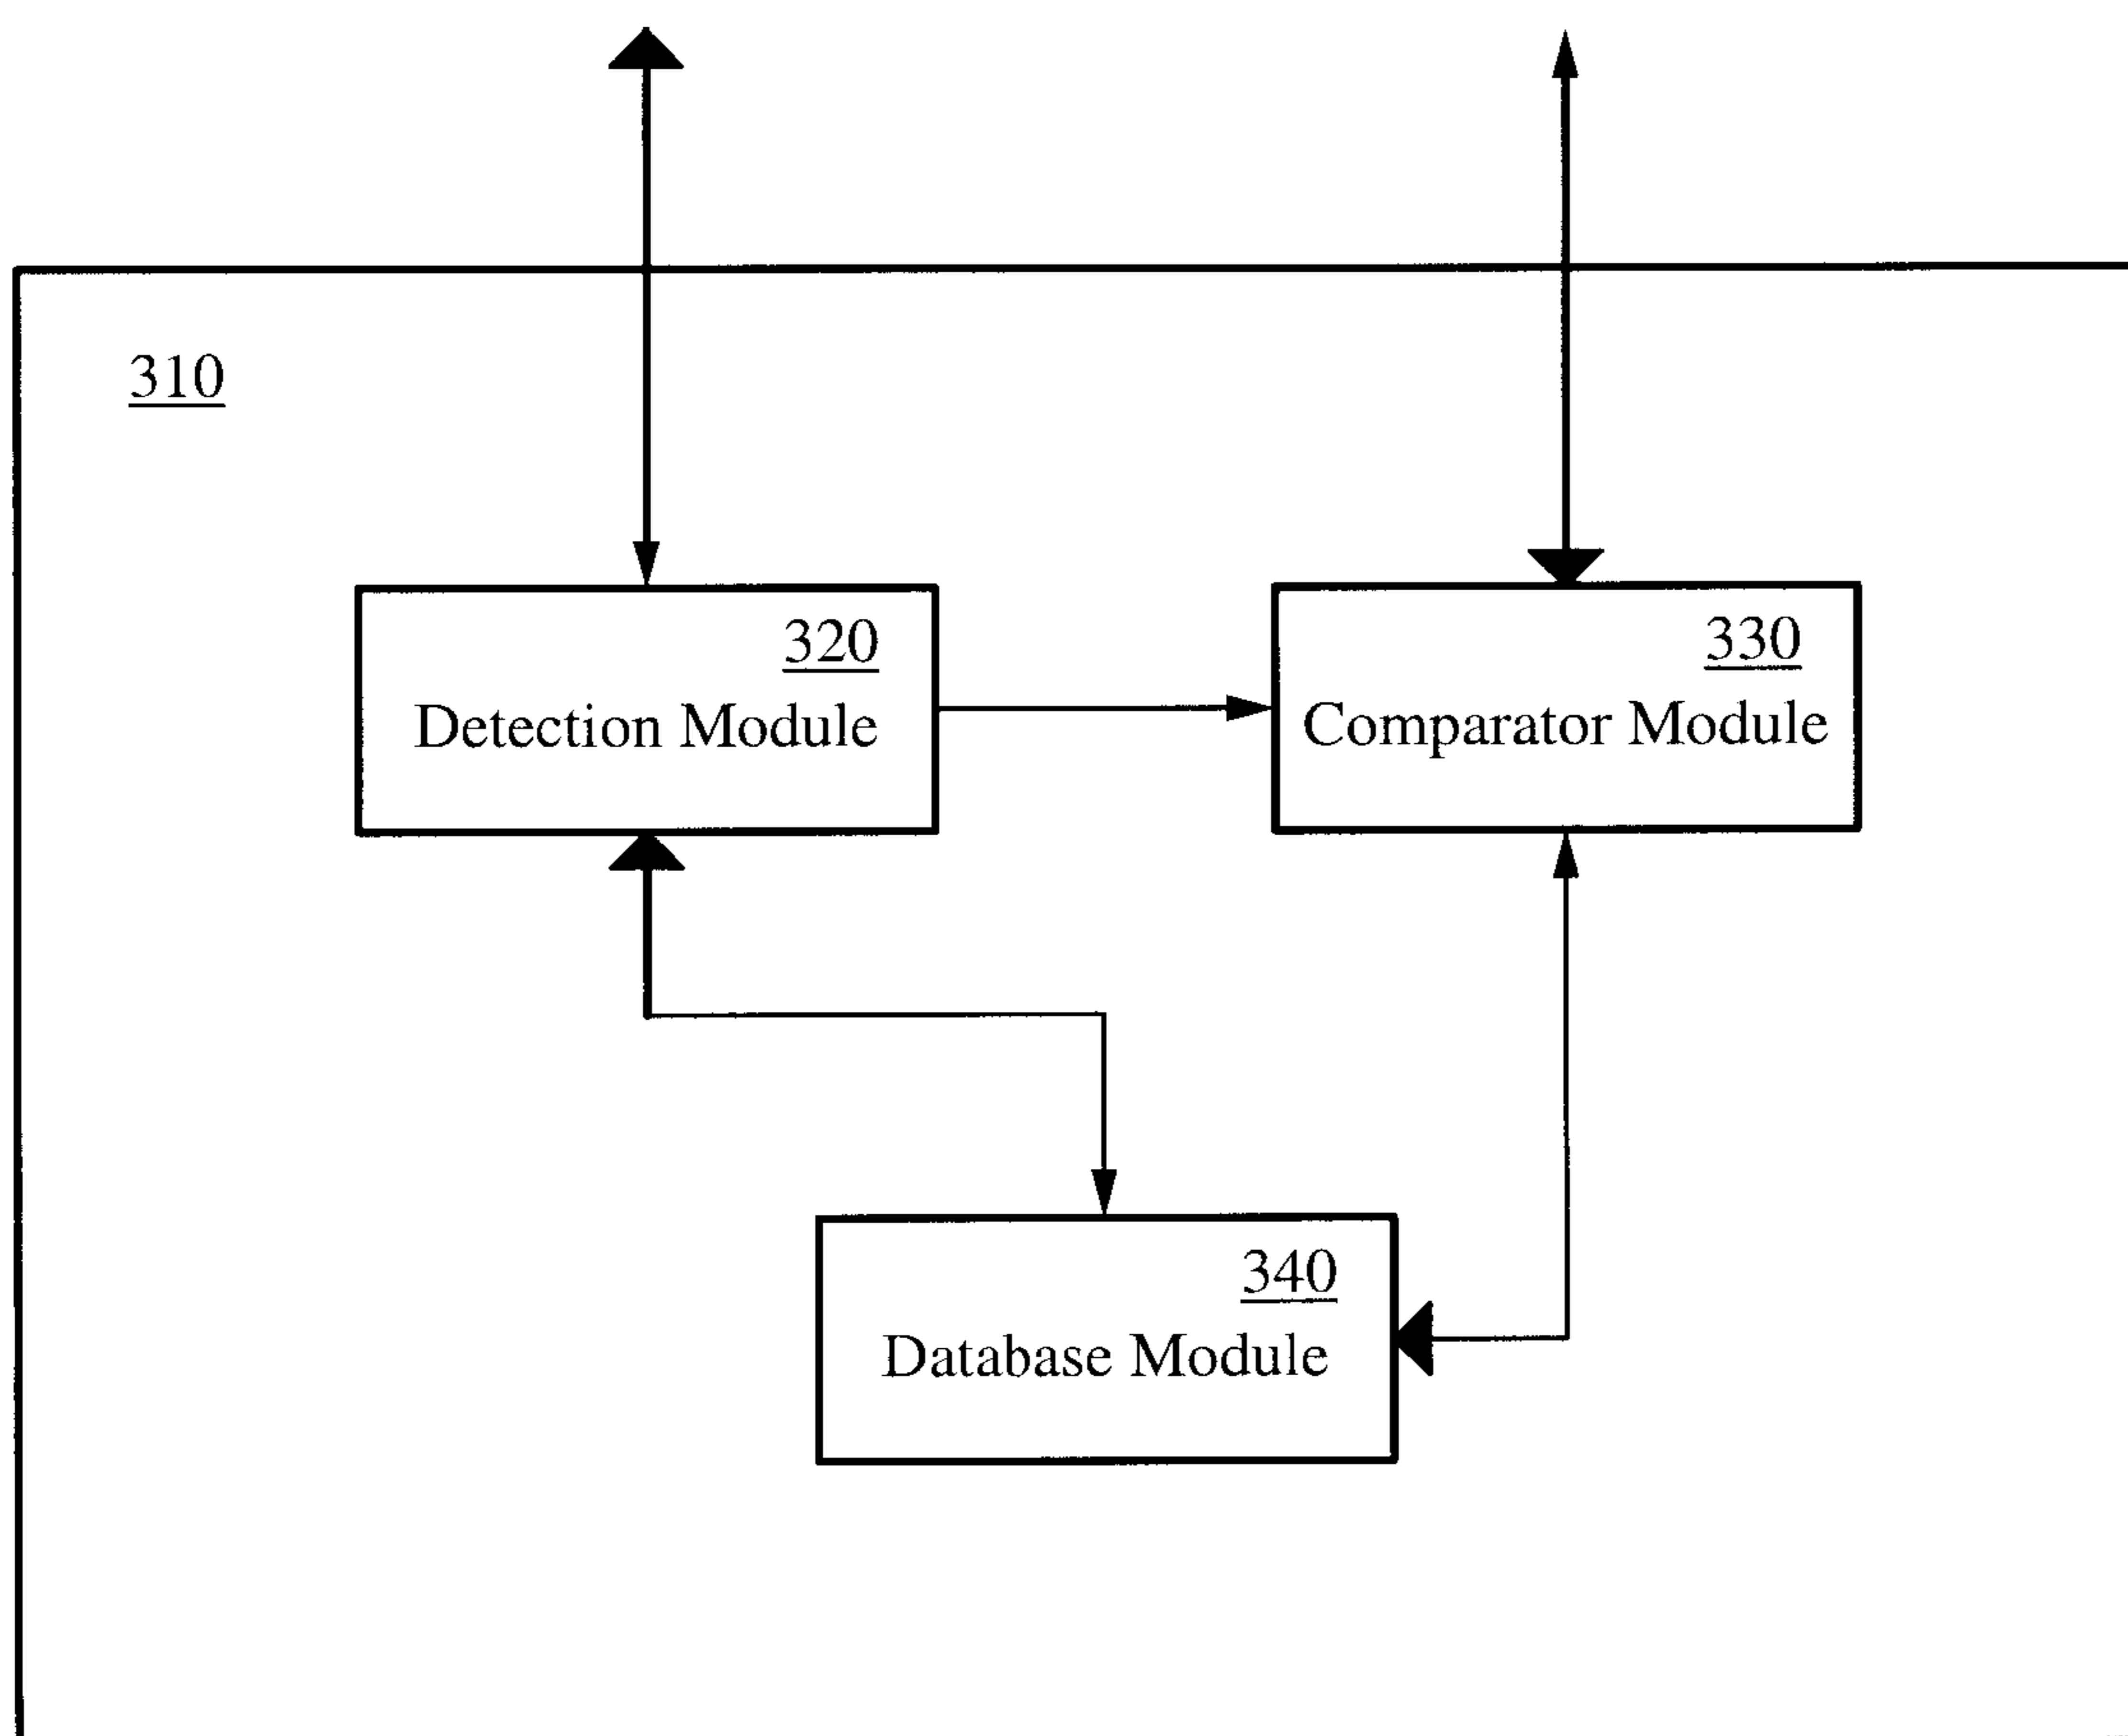 310
320
Detection Module
330
Comparator Module
340
Database Module